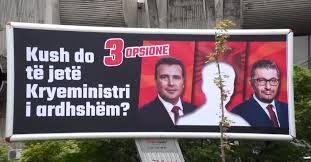 Kush do
të jetë
Kryeministri
i ardhshëm?
3 OPSIONE